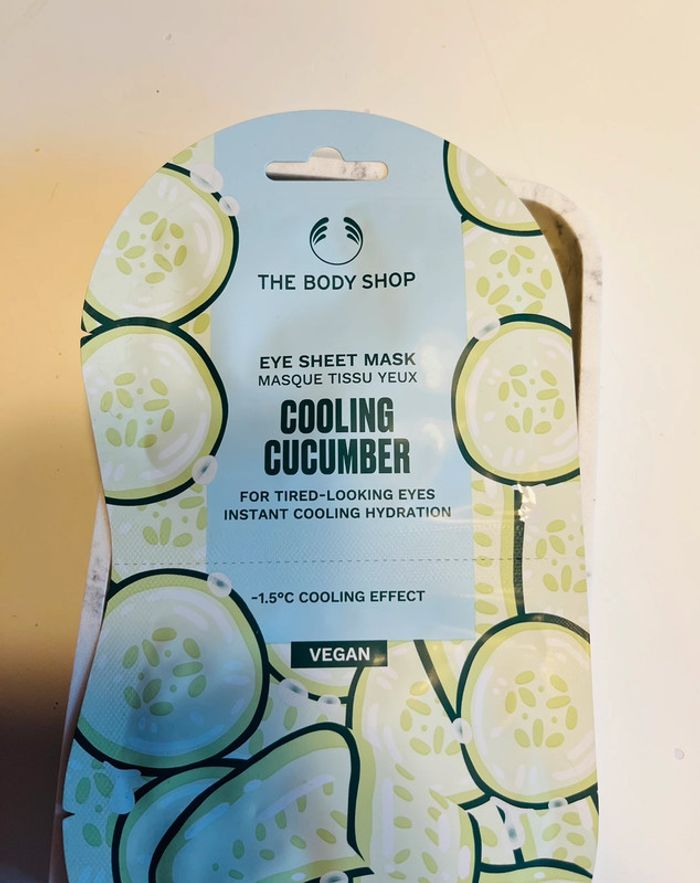 THE BODY SHOP
EYE SHEET MASK
MASQUE TISSU YEUX
COOLING
CUCUMBER
FOR TIRED-LOOKING EYES
INSTANT COOLING HYDRATION
-1.5°C COOLING EFFECT
VEGAN